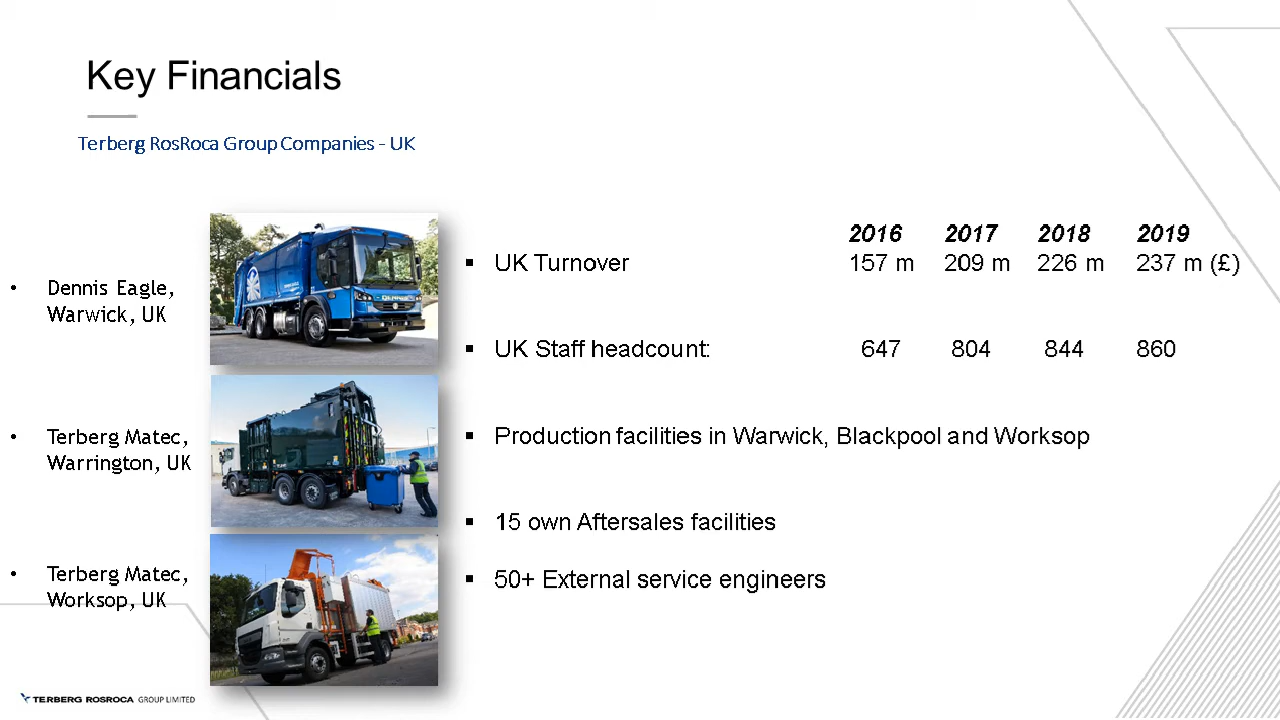 Key Financials
Terberg RosRoca Group Companies - UK
• Dennis Eagle,
Warwick, UK
• Terberg Matec,
Warrington, UK
• Terberg Matec,
Worksop, UK
2016 2017 2018 2019
▪ UK Turnover 157 m 209 m 226 m 237 m (£)
▪ UK Staff headcount: 647 804 844 860
▪ Production facilities in Warwick, Blackpool and Worksop
▪ 15 own Aftersales facilities
▪ 50+ External service engineers
DENNIS
TERBERG ROSROCA GROUP LIMITED